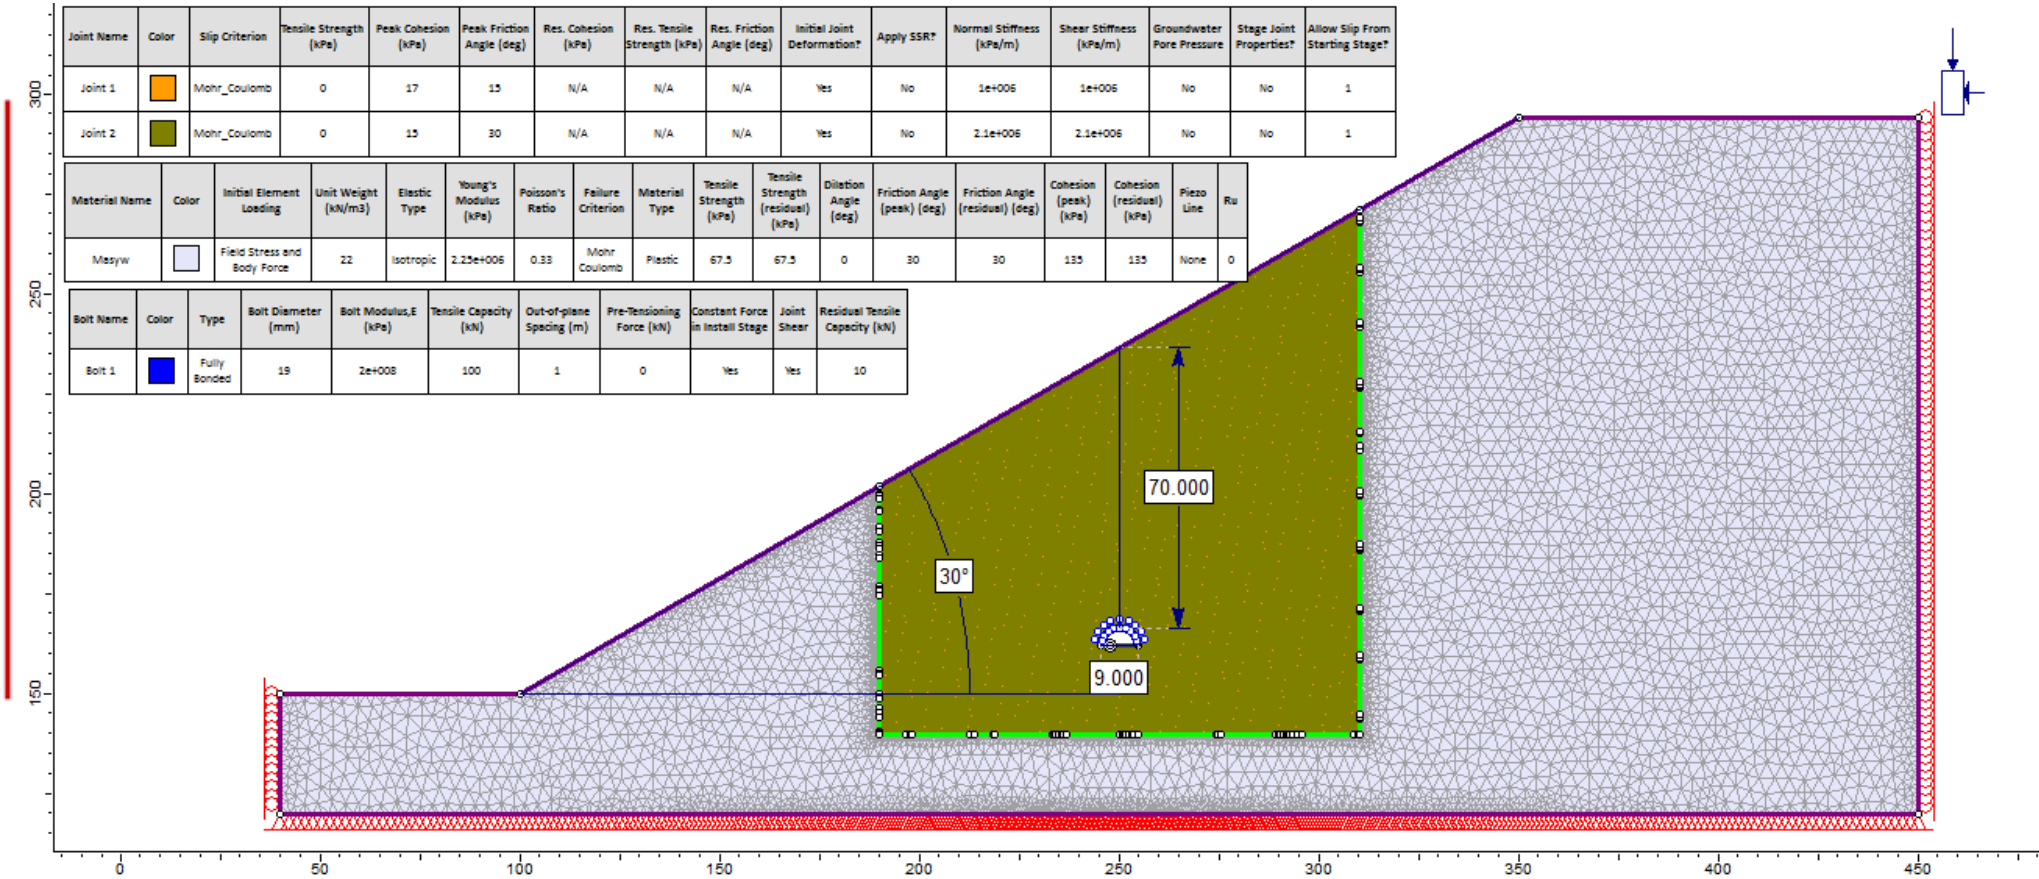 Joint Name Color Slip Criterion Tensile Strength (kPa) Peak Cohesion (kPa) Peak Friction Angle (deg) Res. Cohesion (kPa) Res. Tensile Strength (kPa) Res. Friction Angle (deg) Initial Joint Deformation? Apply SSR? Normal Stiffness (kPa/m) Shear Stiffness (kPa/m) Groundwater Pore Pressure Stage Joint Properties? Allow Slip From Starting Stage?
Joint 1 Mohr_Coulomb 0 17 15 N/A N/A N/A Yes No 1e+006 1e+006 No No 1
Joint 2 Mohr_Coulomb 0 15 30 N/A N/A N/A Yes No 2.1e+006 2.1e+006 No No 1
Material Name Color Initial Element Loading Unit Weight (kN/m3) Elastic Type Young's Modulus (kPa) Poisson's Ratio Failure Criterion Material Type Tensile Strength (kPa) Tensile Strength (residual) (kPa) Dilation Angle (deg) Friction Angle (peak) (deg) Friction Angle (residual) (deg) Cohesion (peak) (kPa) Cohesion (residual) (kPa) Piezo Line Ru
Masyw Field Stress and Body Force 22 Isotropic 2.25e+006 0.33 Mohr Coulomb Plastic 67.5 67.5 0 30 30 135 135 None 0
Bolt Name Color Type Bolt Diameter (mm) Bolt Modulus,E (kPa) Tensile Capacity (kN) Out-of-plane Spacing (m) Pre-Tensioning Force (kN) Constant Force in Install Stage Joint Shear Residual Tensile Capacity (kN)
Bolt 1 Fully Bonded 19 2e+008 100 1 0 Yes Yes 10
300
250
200
150
70.000
30°
9.000
0 50 100 150 200 250 300 350 400 450